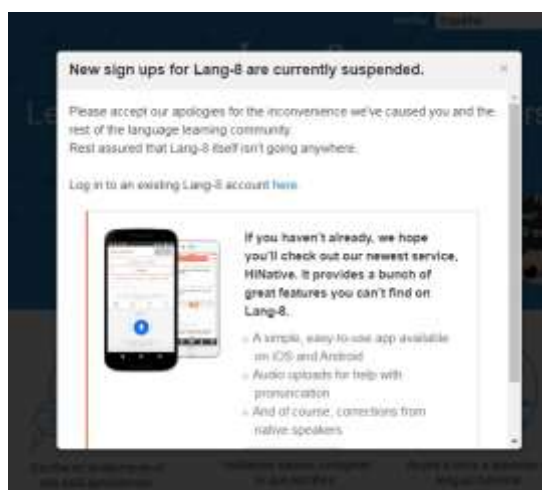 Español
New sign ups for Lang-8 are currently suspended.
×
Please accept our apologies for the inconvenience we've caused you and the
rest of the language learning community.
Rest assured that Lang-8 itself isn't going anywhere.
Log in to an existing Lang-8 account here
If you haven't already, we hope
you'll check out our newest service,
HiNative. It provides a bunch of
great features you can't find on
Lang-8.
A simple, easy-to-use app available
on iOS and Android
Audio uploads for help with
pronunciation
And of course, corrections from
native speakers